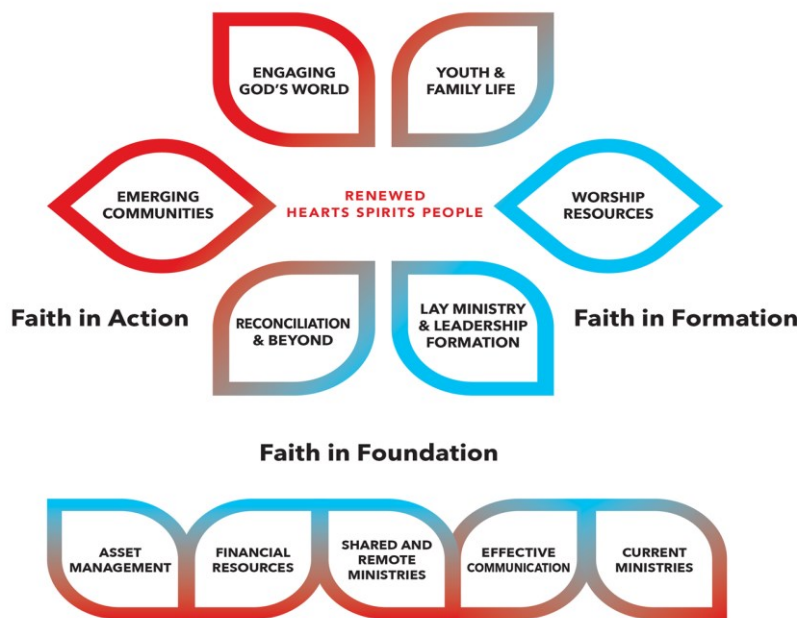 ENGAGING
GOD'S WORLD
YOUTH &
FAMILY LIFE
EMERGING
COMMUNITIES
RENEWED
HEARTS SPIRITS PEOPLE
WORSHIP
RESOURCES
Faith in Action
RECONCILIATION
& BEYOND
LAY MINISTRY
& LEADERSHIP
FORMATION
Faith in Formation
Faith in Foundation
ASSET
MANAGEMENT
FINANCIAL
RESOURCES
SHARED AND
REMOTE
MINISTRIES
EFFECTIVE
COMMUNICATION
CURRENT
MINISTRIES